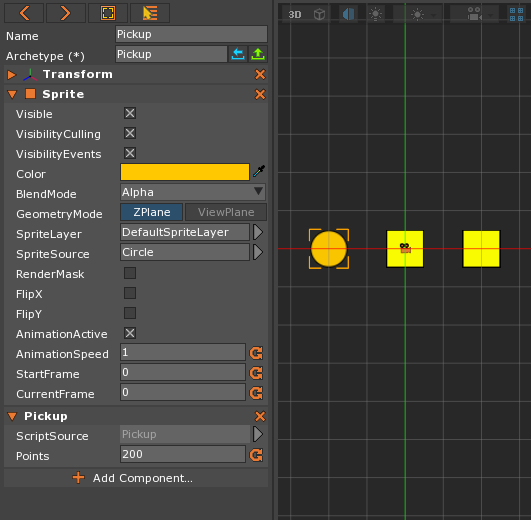 3D
Name Pickup
Archetype (*) Pickup
Transform
Sprite
Visible
VisibilityCulling
VisibilityEvents
Color
BlendMode Alpha
GeometryMode ZPlane ViewPlane
SpriteLayer DefaultSpriteLayer
SpriteSource Circle
RenderMask
FlipX
FlipY
AnimationActive
AnimationSpeed 1
StartFrame 0
CurrentFrame 0
Pickup
ScriptSource Pickup
Points 200
Add Component...